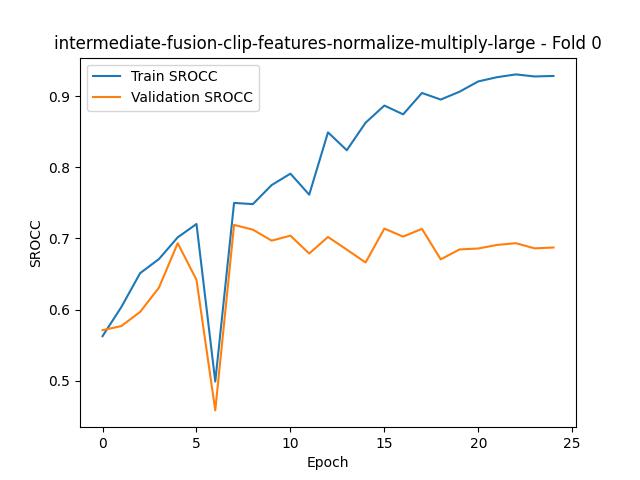 intermediate-fusion-clip-features-normalize-multiply-large - Fold 0
Train SROCC
Validation SROCC
SROCC
0.9
0.8
0.7
0.6
0.5
0 5 10 15 20 25
Epoch